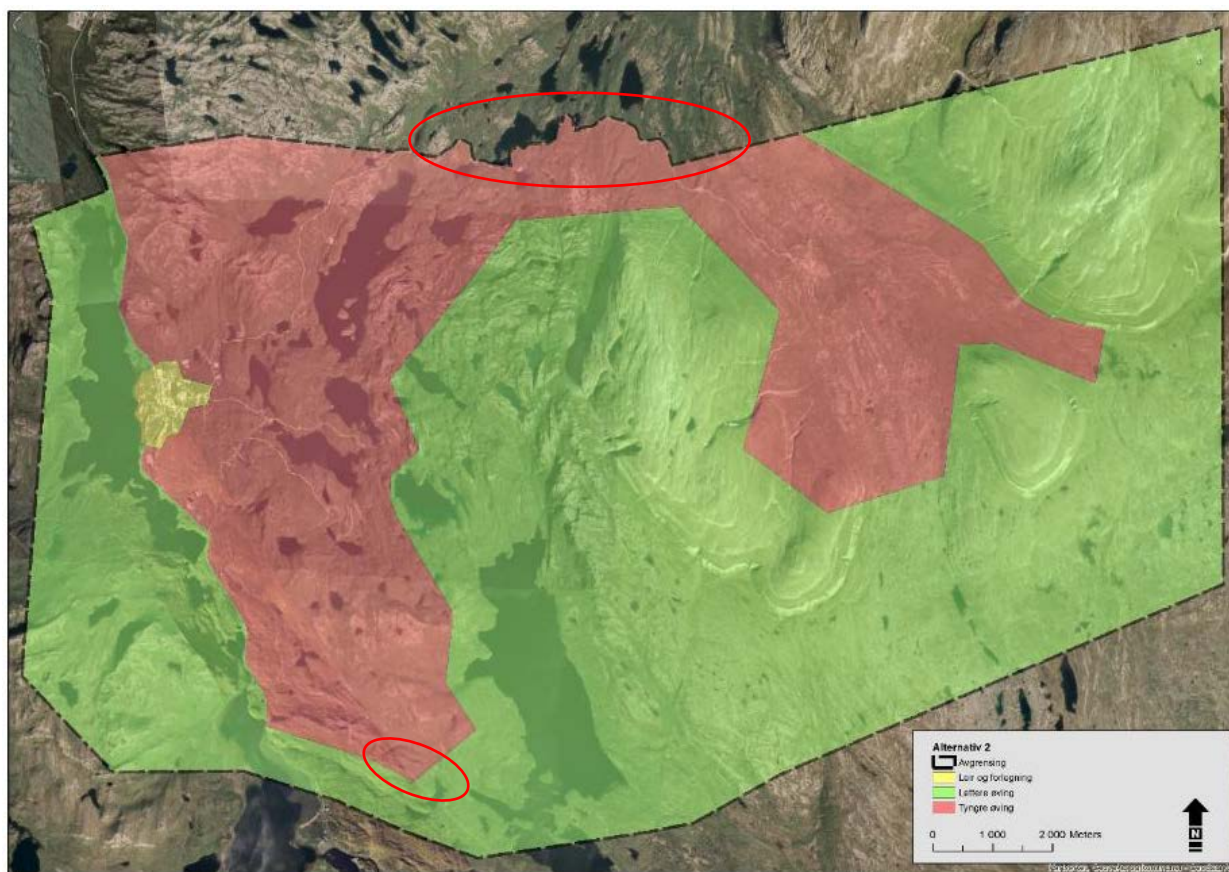 Alternativ 2
Avgrensing
Leir og forlegning
Lettere øving
Tyngre øving
0 1 000 2 000 Meters
N